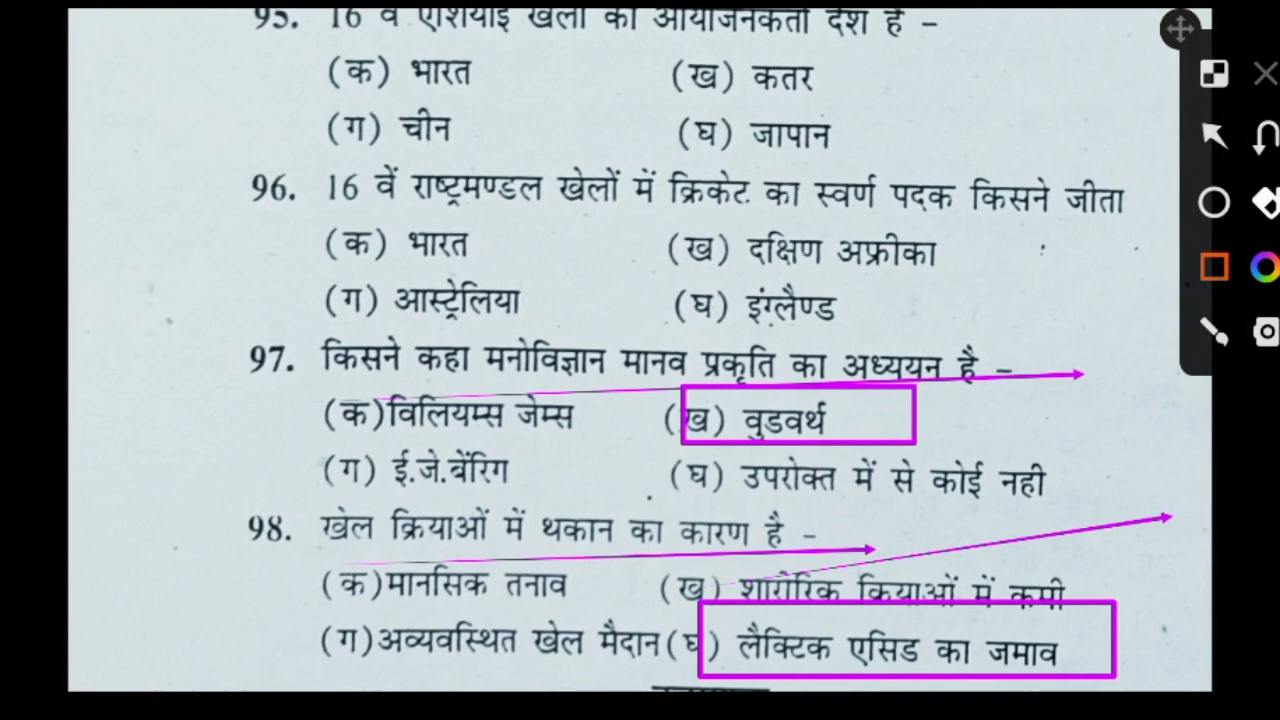 95. 16 वें एशियाई खेलों का आयोजनकर्ता देश है -
(क) भारत (ख) कतर
(ग) चीन (घ) जापान
96. 16 वें राष्ट्रमण्डल खेलों में क्रिकेट का स्वर्ण पदक किसने जीता
(क) भारत (ख) दक्षिण अफ्रीका
(ग) आस्ट्रेलिया (घ) इंग्लैण्ड
97. किसने कहा मनोविज्ञान मानव प्रकृति का अध्ययन है -
(क)विलियम्स जेम्स (ख) वुडवर्थ
(ग) ई.जे.बेंरिग (घ) उपरोक्त में से कोई नही
98. खेल क्रियाओं में थकान का कारण है -
(क)मानसिक तनाव (ख) शारीरिक कियाओं में कमी
(ग)अव्यवस्थित खेल मैदान(घ) लैक्टिक एसिड का जमाव